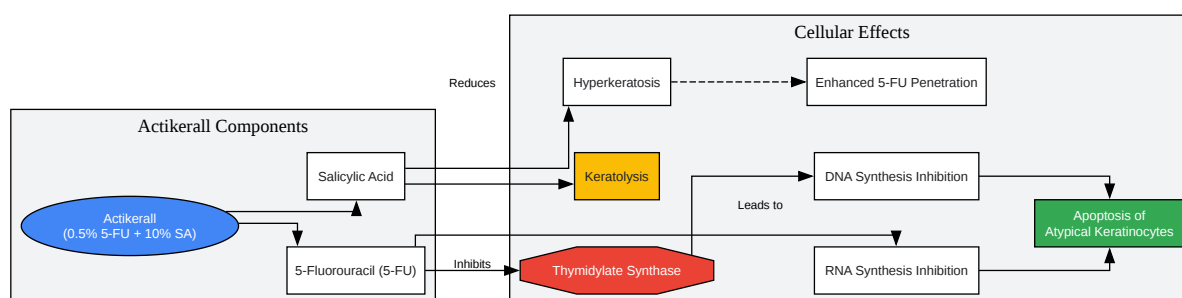 Cellular Effects
Reduces
Hyperkeratosis
Enhanced 5-FU Penetration
Actikerall Components
Salicylic Acid
Keratolysis
DNA Synthesis Inhibition
Leads to
Actikerall
(0.5% 5-FU + 10% SA)
Apoptosis of
Atypical Keratinocytes
5-Fluorouracil (5-FU)
Inhibits
Thymidylate Synthase
RNA Synthesis Inhibition